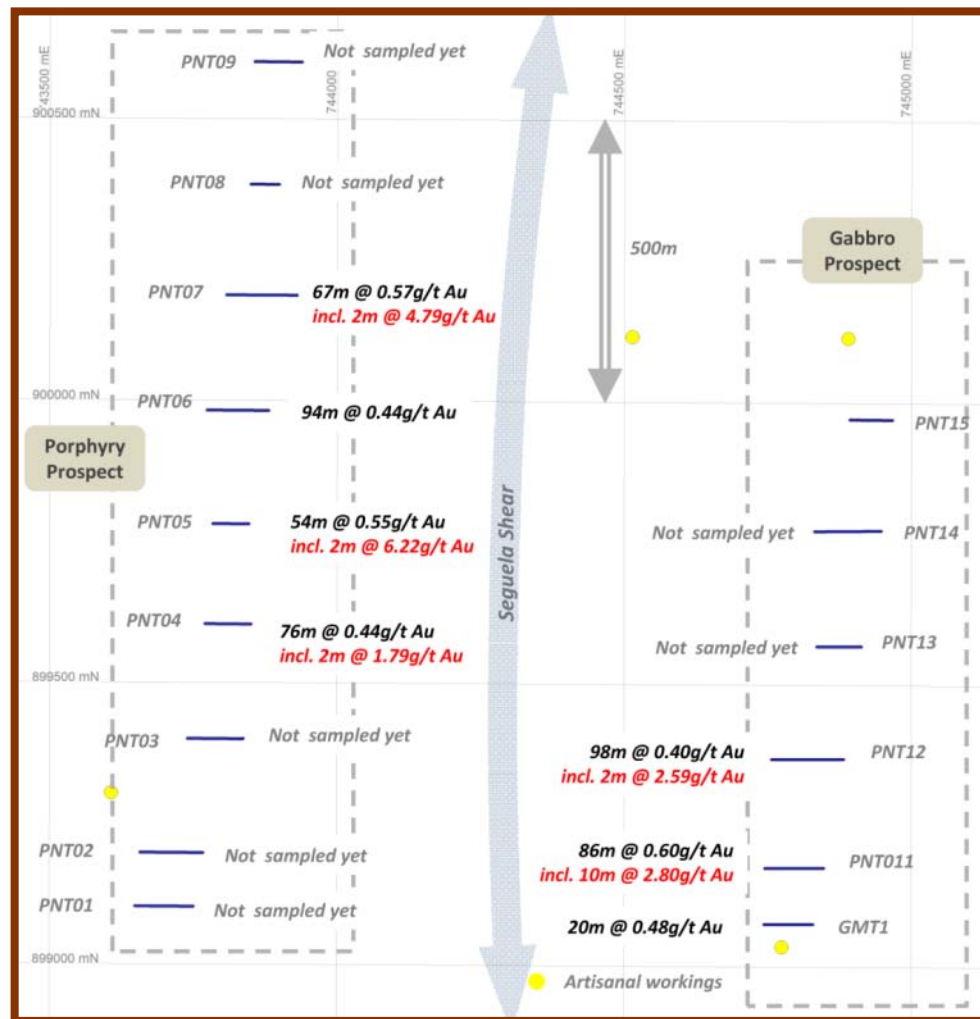 743500 mE
744000
744500 mE
745000
PNT09
Not sampled yet
900500 mN
PNT08
Not sampled yet
500m
Gabbro
Prospect
PNT07
67m @ 0.57g/t Au
incl. 2m @ 4.79g/t Au
900000 mN
PNT06
94m @ 0.44g/t Au
PNT15
Porphyry
Prospect
PNT05
54m @ 0.55g/t Au
incl. 2m @ 6.22g/t Au
Seguela Shear
Not sampled yet
PNT14
PNT04
76m @ 0.44g/t Au
incl. 2m @ 1.79g/t Au
Not sampled yet
PNT13
899500 mN
PNT03
Not sampled yet
98m @ 0.40g/t Au
incl. 2m @ 2.59g/t Au
PNT12
PNT02
Not sampled yet
86m @ 0.60g/t Au
incl. 10m @ 2.80g/t Au
PNT011
PNT01
Not sampled yet
20m @ 0.48g/t Au
GMT1
899000 mN
Artisanal workings